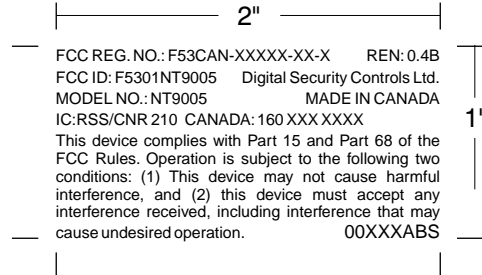 2"
FCC REG. NO.: F53CAN-XXXXX-XX-X REN: 0.4B
FCC ID: F5301NT9005 Digital Security Controls Ltd.
MODEL NO.: NT9005 MADE IN CANADA
IC:RSS/CNR 210 CANADA: 160 XXX XXXX
This device complies with Part 15 and Part 68 of the
FCC Rules. Operation is subject to the following two
conditions: (1) This device may not cause harmful
interference, and (2) this device must accept any
interference received, including interference that may
cause undesired operation. 00XXXABS
1"